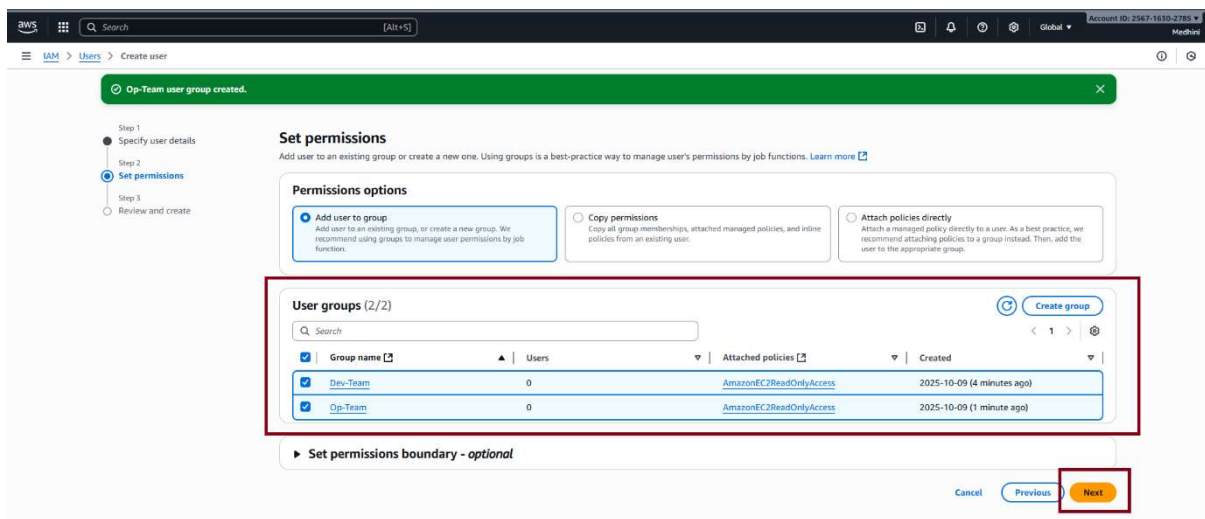 aws
Search [Alt+S]
Global
Account ID: 2567-1630-2785
Medhini
IAM > Users > Create user
Op-Team user group created.
Step 1
Specify user details
Step 2
Set permissions
Step 3
Review and create
Set permissions
Add user to an existing group or create a new one. Using groups is a best-practice way to manage user's permissions by job functions. Learn more
Permissions options
Add user to group
Add user to an existing group, or create a new group. We
recommend using groups to manage user permissions by job
function.
Copy permissions
Copy all group memberships, attached managed policies, and inline
policies from an existing user.
Attach policies directly
Attach a managed policy directly to a user. As a best practice, we
recommend attaching policies to a group instead. Then, add the
user to the appropriate group.
User groups (2/2)
Create group
Search
< 1 >
Group name Users Attached policies Created
Dev-Team 0 AmazonEC2ReadOnlyAccess 2025-10-09 (4 minutes ago)
Op-Team 0 AmazonEC2ReadOnlyAccess 2025-10-09 (1 minute ago)
Set permissions boundary - optional
Cancel Previous Next